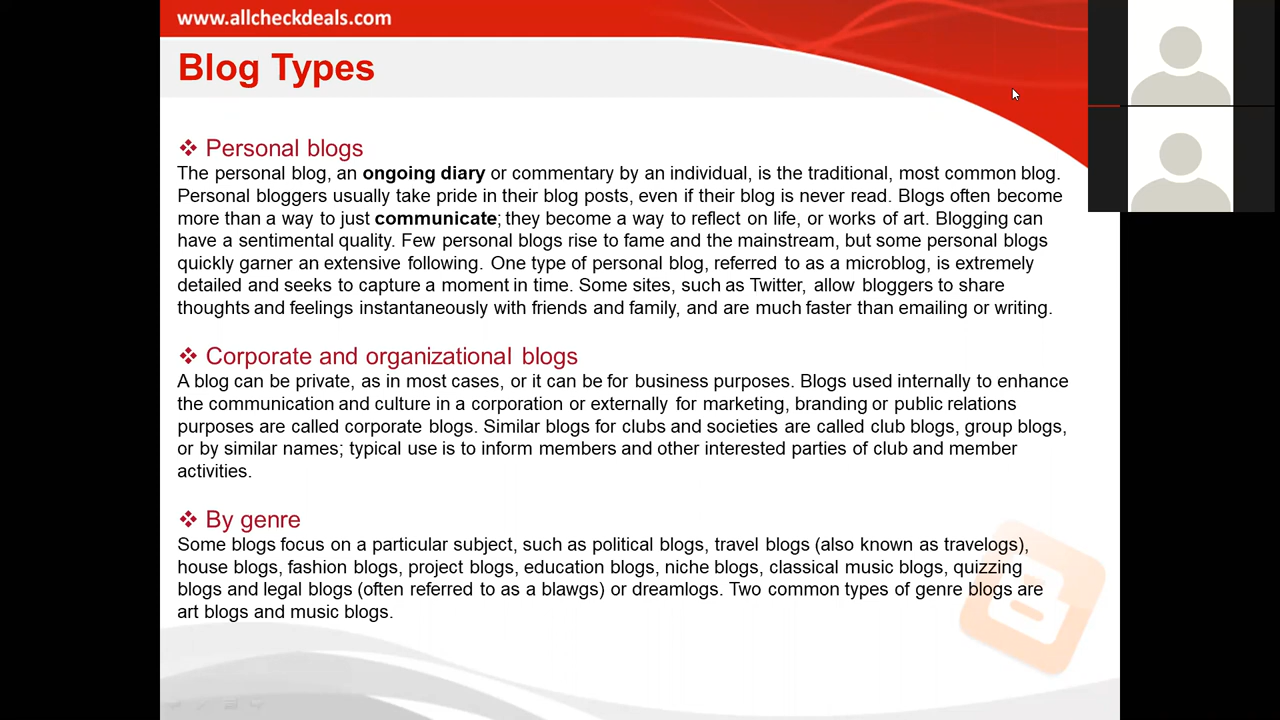 www.allcheckdeals.com
Blog Types
❖ Personal blogs
The personal blog, an ongoing diary or commentary by an individual, is the traditional, most common blog.
Personal bloggers usually take pride in their blog posts, even if their blog is never read. Blogs often become
more than a way to just communicate; they become a way to reflect on life, or works of art. Blogging can
have a sentimental quality. Few personal blogs rise to fame and the mainstream, but some personal blogs
quickly garner an extensive following. One type of personal blog, referred to as a microblog, is extremely
detailed and seeks to capture a moment in time. Some sites, such as Twitter, allow bloggers to share
thoughts and feelings instantaneously with friends and family, and are much faster than emailing or writing.
❖ Corporate and organizational blogs
A blog can be private, as in most cases, or it can be for business purposes. Blogs used internally to enhance
the communication and culture in a corporation or externally for marketing, branding or public relations
purposes are called corporate blogs. Similar blogs for clubs and societies are called club blogs, group blogs,
or by similar names; typical use is to inform members and other interested parties of club and member
activities.
❖ By genre
Some blogs focus on a particular subject, such as political blogs, travel blogs (also known as travelogs),
house blogs, fashion blogs, project blogs, education blogs, niche blogs, classical music blogs, quizzing
blogs and legal blogs (often referred to as a blawgs) or dreamlogs. Two common types of genre blogs are
art blogs and music blogs.